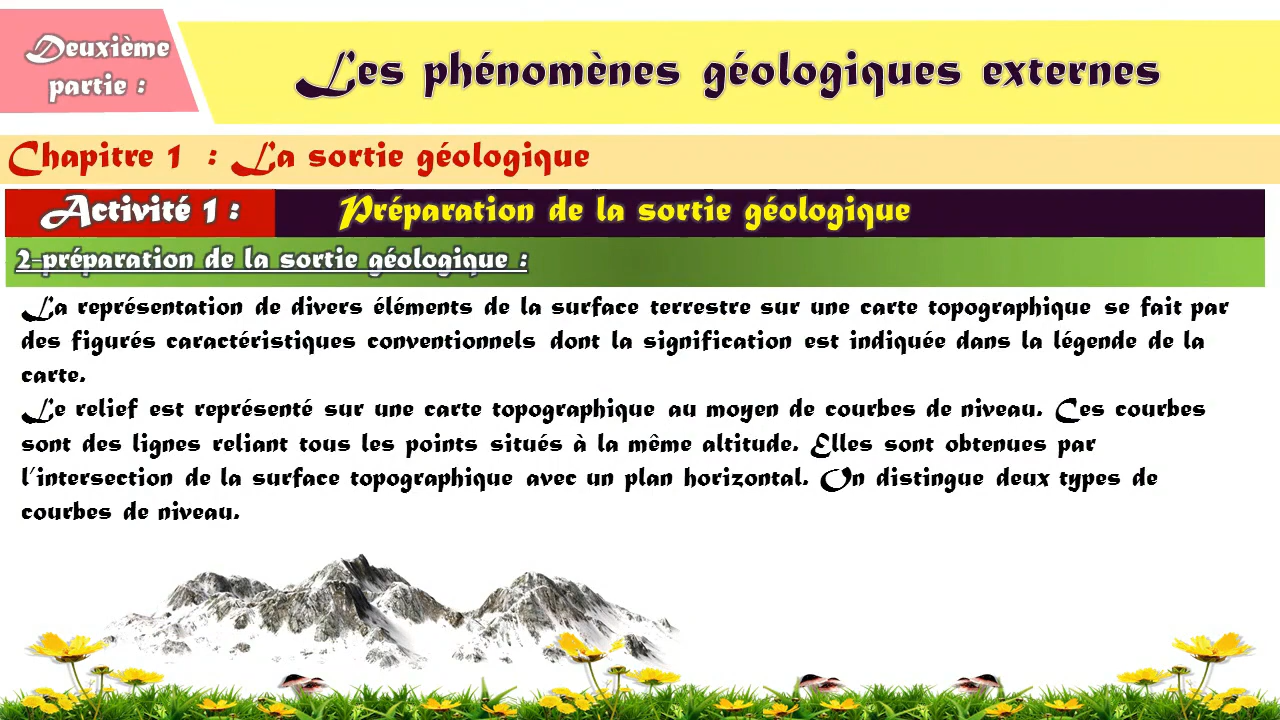 Deuxième
partie :
Les phénomènes géologiques externes
Chapitre 1 : La sortie géologique
Activité 1 :
Préparation de la sortie géologique
2-préparation de la sortie géologique :
La représentation de divers éléments de la surface terrestre sur une carte topographique se fait par
des figurés caractéristiques conventionnels dont la signification est indiquée dans la légende de la
carte.
Le relief est représenté sur une carte topographique au moyen de courbes de niveau. Ces courbes
sont des lignes reliant tous les points situés à la même altitude. Elles sont obtenues par
l'intersection de la surface topographique avec un plan horizontal. On distingue deux types de
courbes de niveau.